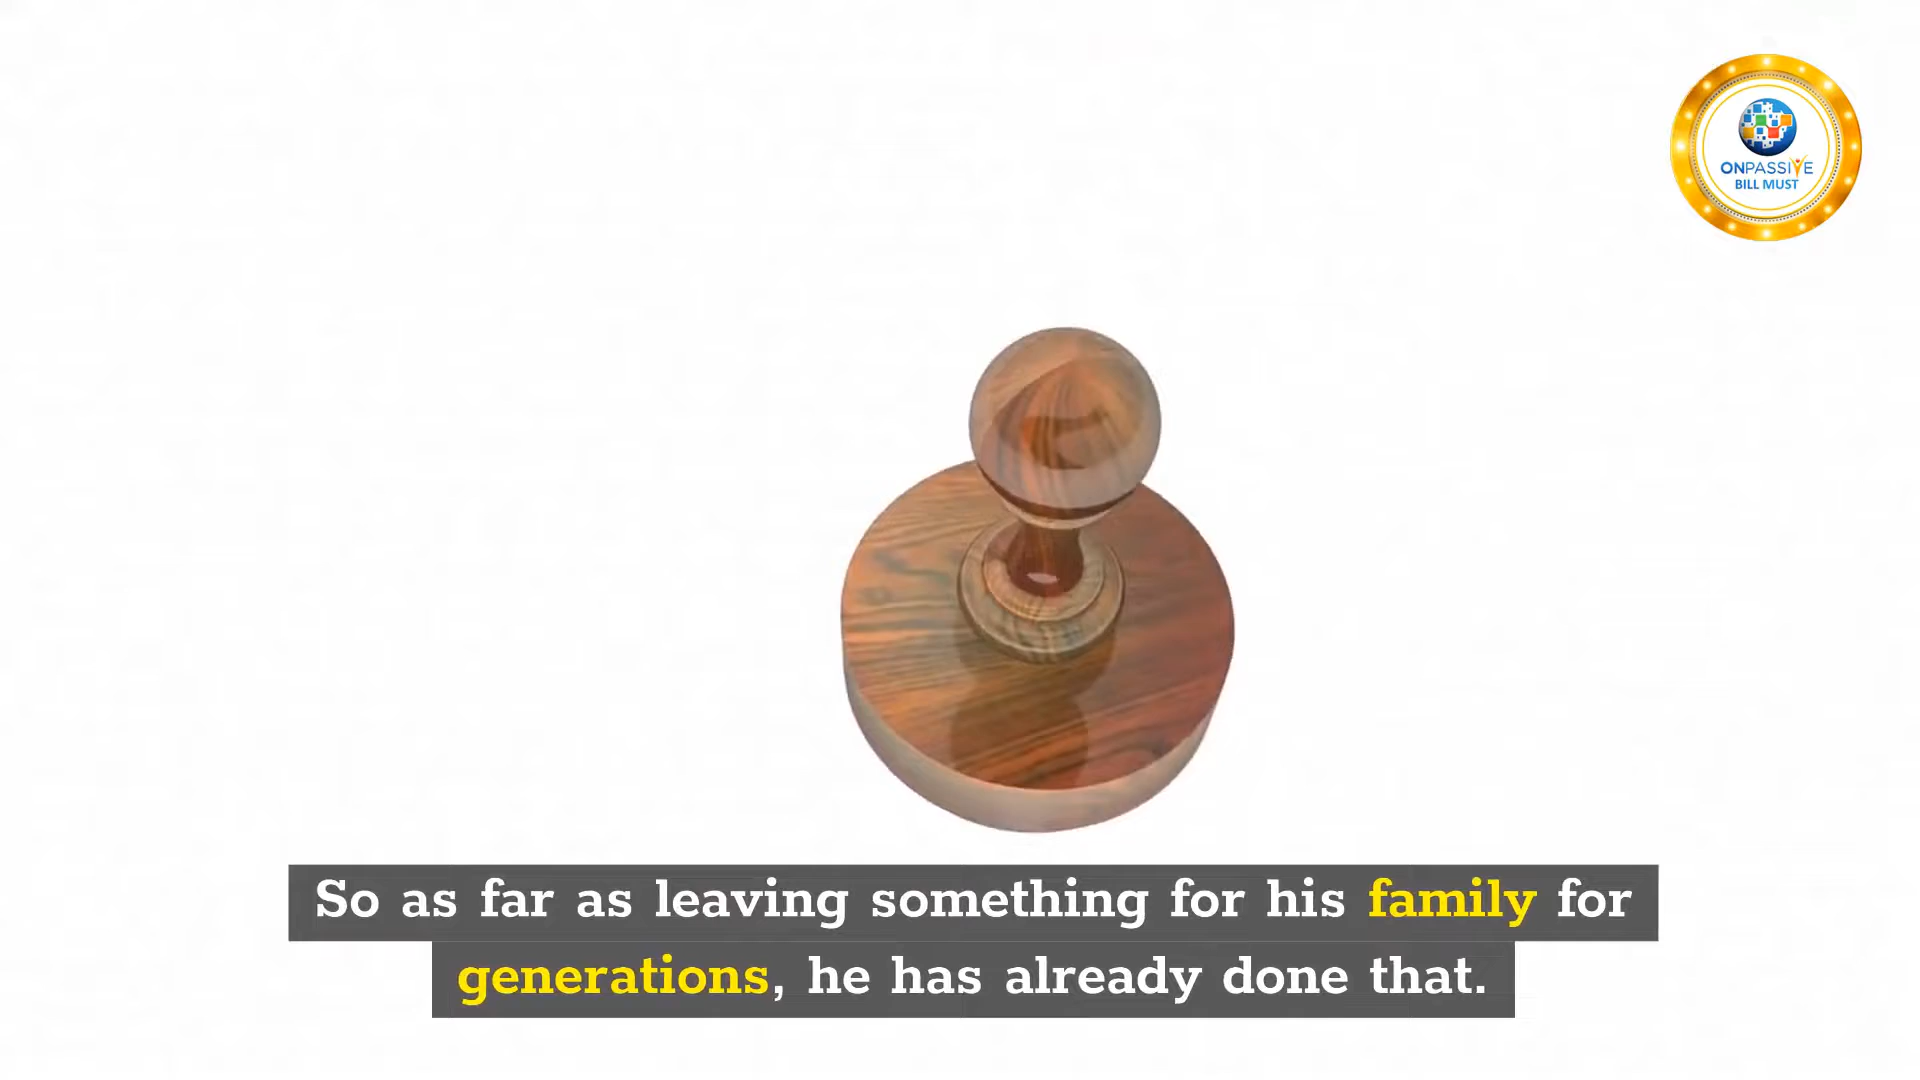 ONPASSIVE
BILL MUST
So as far as leaving something for his family for
generations, he has already done that.